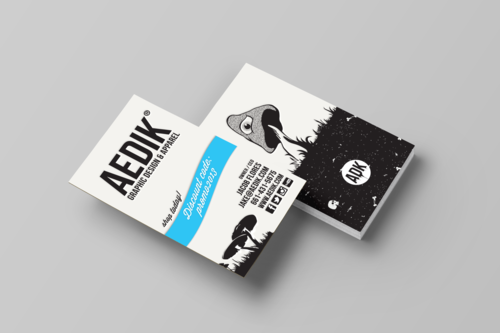 AEDIK®
GRAPHIC DESIGN & APPAREL
shop today!
Discount code:
promo2013
OWNER / CEO
JACOB FLORES
JAKE@AEDIK.COM
661-431-5675
WWW.AEDIK.COM
ADK